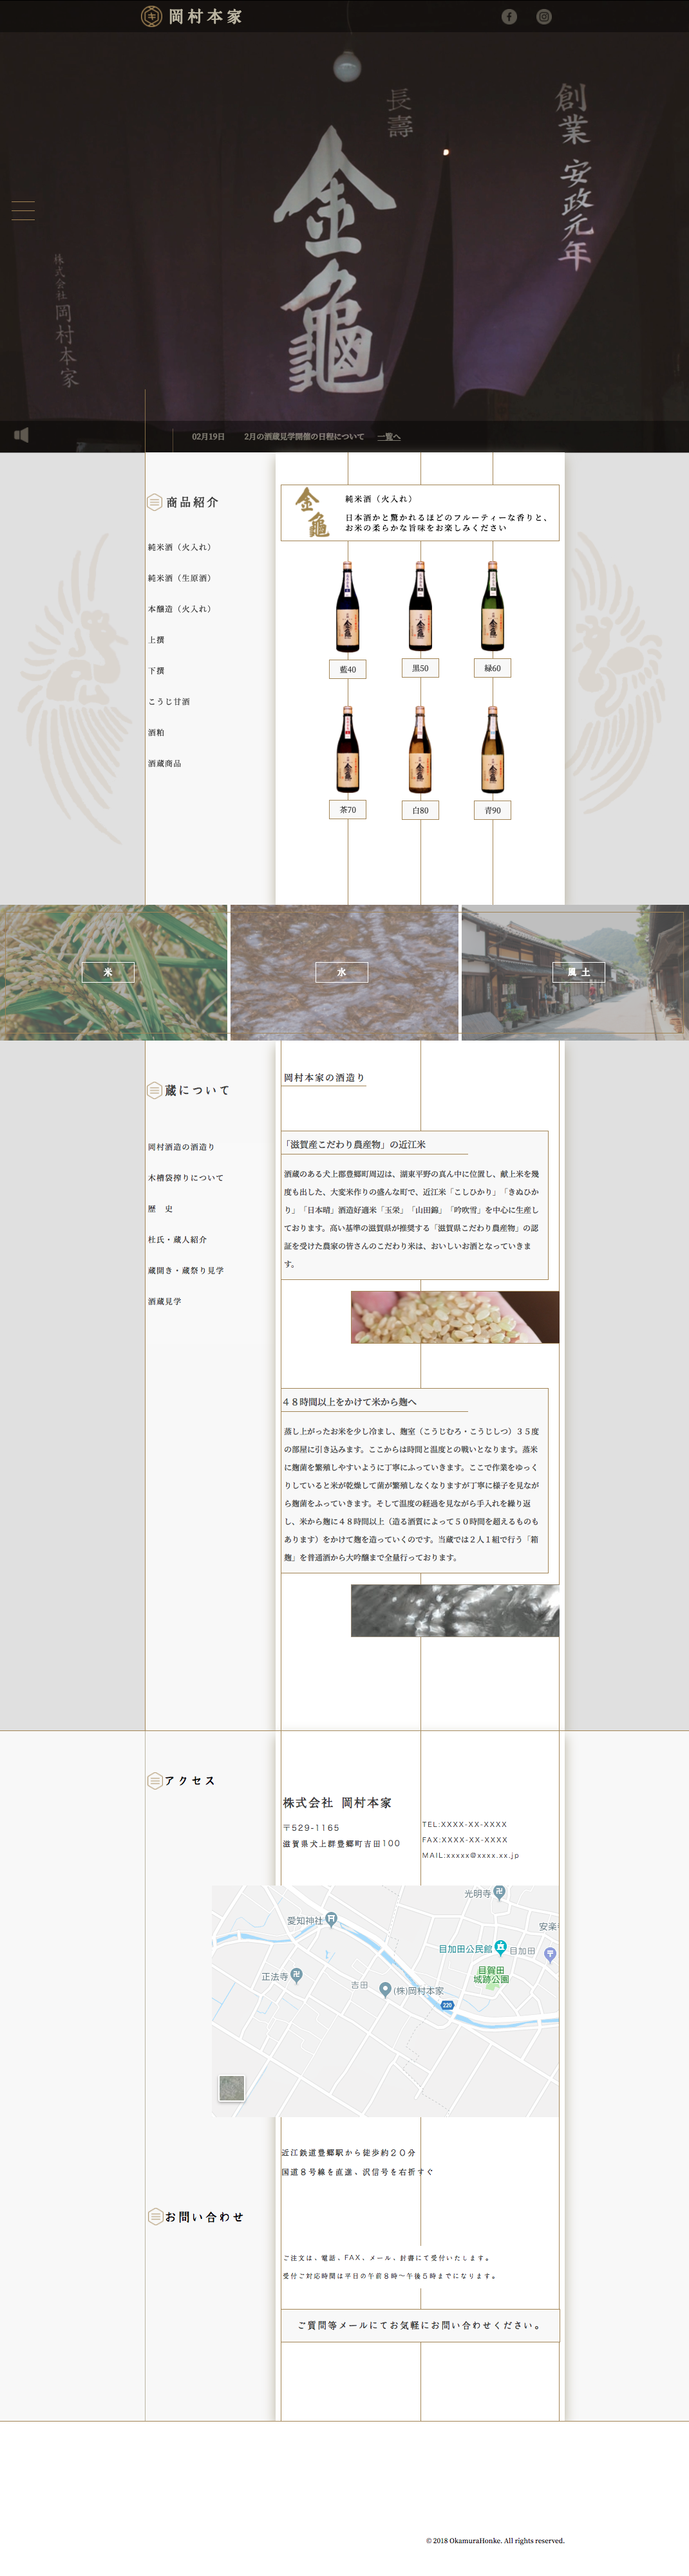 岡村本家
長壽
創業 安政元年
金龜
株式会社 岡村本家
02月19日 2月の酒蔵見学開催の日程について 一覧へ
商品紹介
純米酒（火入れ）
純米酒（生原酒）
本醸造（火入れ）
上撰
下撰
こうじ甘酒
酒粕
酒蔵商品
金龜
純米酒（火入れ）
日本酒かと驚かれるほどのフルーティーな香りと、
お米の柔らかな旨味をお楽しみください
藍40
黒50
緑60
茶70
白80
青90
米
水
風土
蔵について
岡村酒造の酒造り
木槽袋搾りについて
歴　史
杜氏・蔵人紹介
蔵開き・蔵祭り見学
酒蔵見学
岡村本家の酒造り
「滋賀産こだわり農産物」の近江米
酒蔵のある犬上郡豊郷町周辺は、湖東平野の真ん中に位置し、献上米を幾
度も出した、大変米作りの盛んな町で、近江米「こしひかり」「きぬひか
り」「日本晴」酒造好適米「玉栄」「山田錦」「吟吹雪」を中心に生産し
ております。高い基準の滋賀県が推奨する「滋賀県こだわり農産物」の認
証を受けた農家の皆さんのこだわり米は、おいしいお酒となっていきま
す。
４８時間以上をかけて米から麹へ
蒸し上がったお米を少し冷まし、麹室（こうじむろ・こうじしつ）３５度
の部屋に引き込みます。ここからは時間と温度との戦いとなります。蒸米
に麹菌を繁殖しやすいように丁寧にふっていきます。ここで作業をゆっく
りしていると米が乾燥して菌が繁殖しなくなりますが丁寧に様子を見なが
ら麹菌をふっていきます。そして温度の経過を見ながら手入れを繰り返
し、米から麹に４８時間以上（造る酒質によって５０時間を超えるものも
あります）をかけて麹を造っていくのです。当蔵では２人１組で行う「箱
麹」を普通酒から大吟醸まで全量行っております。
アクセス
株式会社 岡村本家
〒529-1165
滋賀県犬上群豊郷町吉田100
TEL:XXXX-XX-XXXX
FAX:XXXX-XX-XXXX
MAIL:xxxxx@xxxx.xx.jp
光明寺
愛知神社
安楽
目加田公民館
目加田
正法寺
吉田
(株)岡村本家
目賀田
城跡公園
220
近江鉄道豊郷駅から徒歩約２０分
国道８号線を直進、沢信号を右折すぐ
お問い合わせ
ご注文は、電話、FAX、メール、封書にて受付いたします。
受付ご対応時間は平日の午前８時〜午後５時までになります。
ご質問等メールにてお気軽にお問い合わせください。
© 2018 OkamuraHonke. All rights reserved.